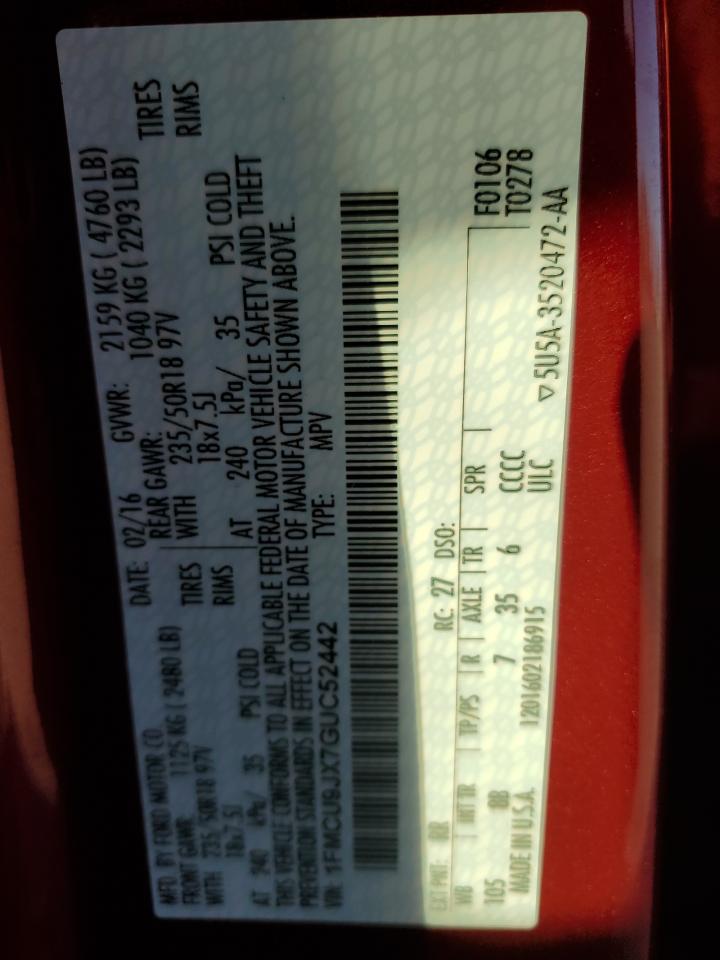 MFD. BY FORD MOTOR CO.
DATE: 02/16 GVWR: 2159 KG ( 4760 LB)
FRONT GAWR: 1125 KG ( 2480 LB) REAR GAWR: 1040 KG ( 2293 LB)
WITH 235/50R18 97V TIRES WITH 235/50R18 97V TIRES
18x7.5J RIMS 18x7.5J RIMS
AT 240 kPa/ 35 PSI COLD AT 240 kPa/ 35 PSI COLD
THIS VEHICLE CONFORMS TO ALL APPLICABLE FEDERAL MOTOR VEHICLE SAFETY AND THEFT
PREVENTION STANDARDS IN EFFECT ON THE DATE OF MANUFACTURE SHOWN ABOVE.
VIN: 1FMCU9JX7GUC52442 TYPE: MPV
EXT PNT: RR RC: 27 DSO:
WB INT TR TP/PS R AXLE TR SPR F0106
105 8B 7 35 6 CCCC T0278
MADE IN U.S.A. 1201602186915 ULC
▽5U5A-3520472-AA